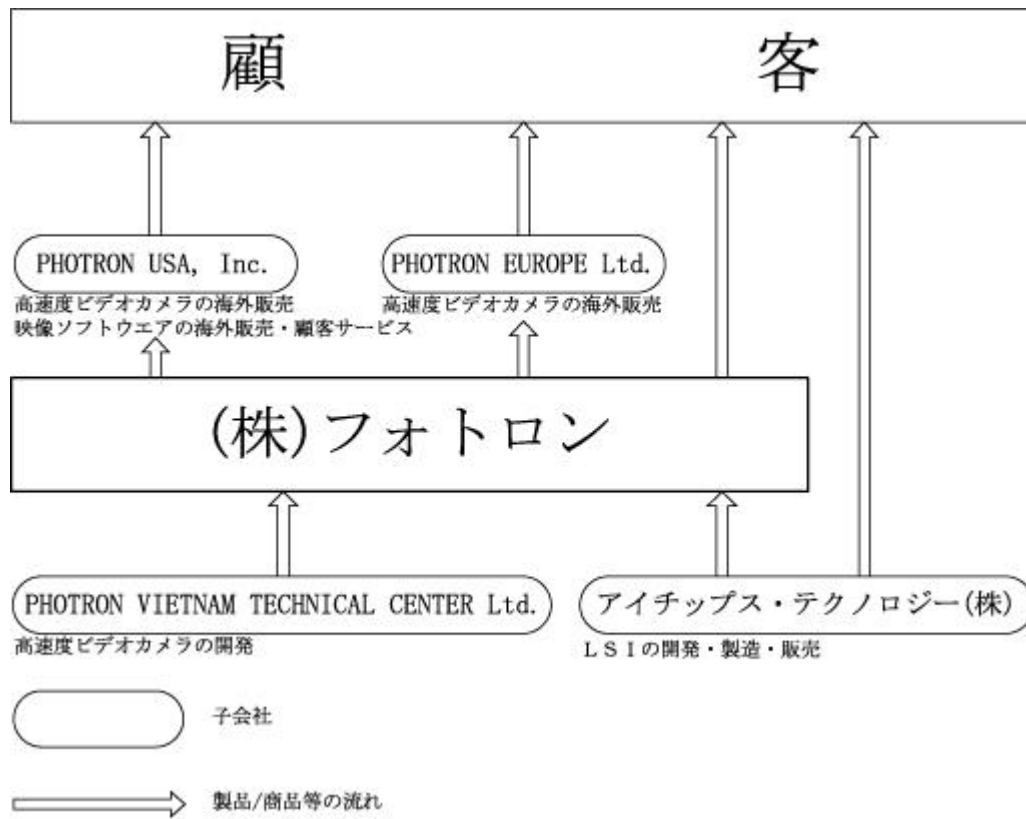 顧客
PHOTRON USA, Inc.
高速度ビデオカメラの海外販売
映像ソフトウエアの海外販売・顧客サービス
PHOTRON EUROPE Ltd.
高速度ビデオカメラの海外販売
(株)フォトロン
PHOTRON VIETNAM TECHNICAL CENTER Ltd.
高速度ビデオカメラの開発
アイチップス・テクノロジー(株)
ＬＳＩの開発・製造・販売
子会社
製品/商品等の流れ